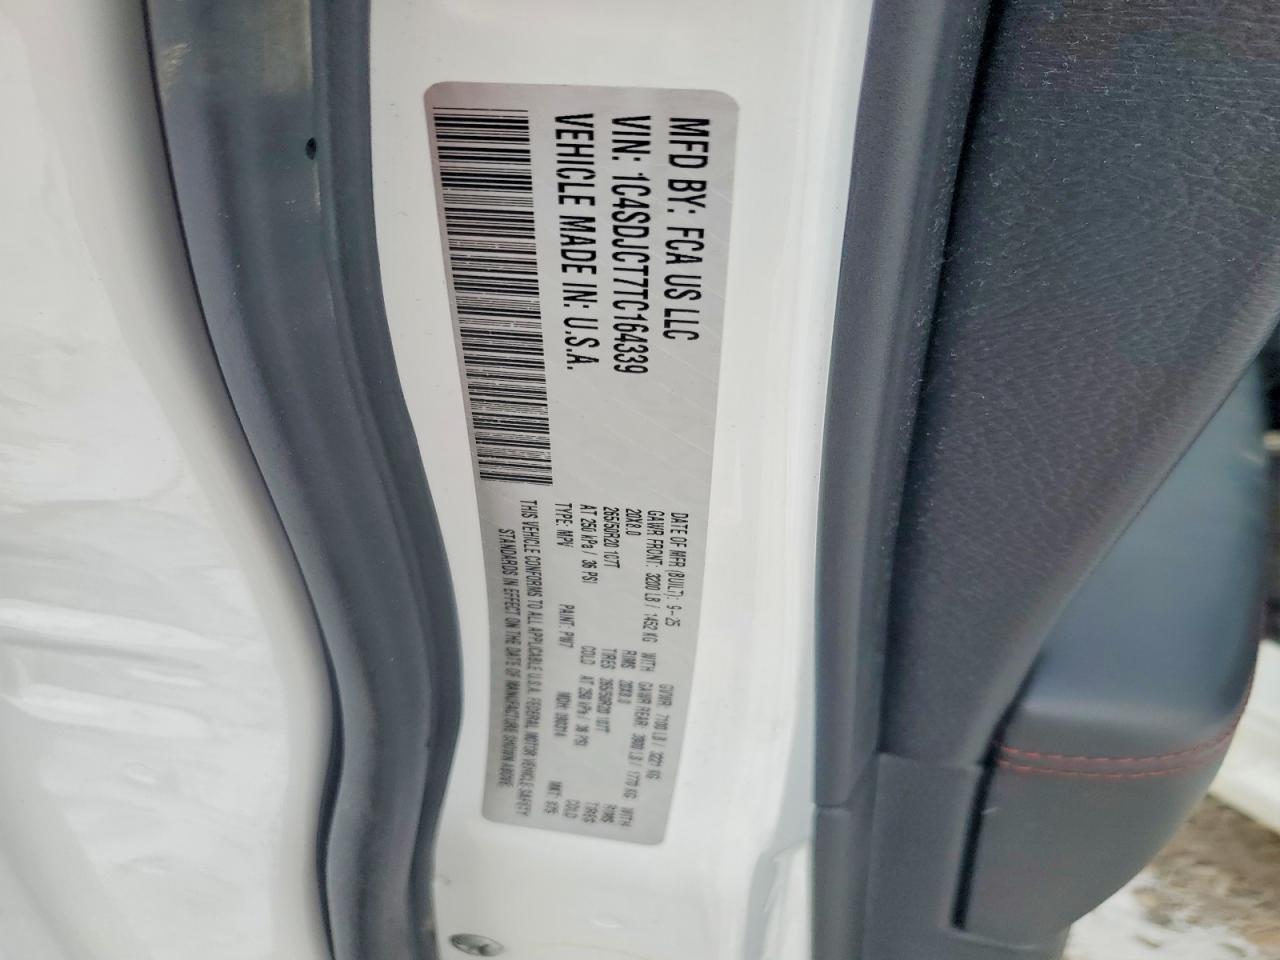 MFD BY: FCA US LLC
VIN: 1C4SDJCT7TC164339
VEHICLE MADE IN: U.S.A.
DATE OF MFR (BUILT): 9-25 GVWR: 7100 LB / 3221 KG
GAWR FRONT: 3200 LB / 1452 KG WITH GAWR REAR: 3900 LB / 1770 KG WITH
20X8.0 RIMS 20X8.0 RIMS
265/50R20 107T TIRES 265/50R20 107T TIRES
AT 250 kPa / 36 PSI COLD AT 250 kPa / 36 PSI COLD
TYPE: MPV PAINT: PW7 MDH: MKT:
THIS VEHICLE CONFORMS TO ALL APPLICABLE U.S.A. FEDERAL MOTOR VEHICLE SAFETY
STANDARDS IN EFFECT ON THE DATE OF MANUFACTURE SHOWN ABOVE.